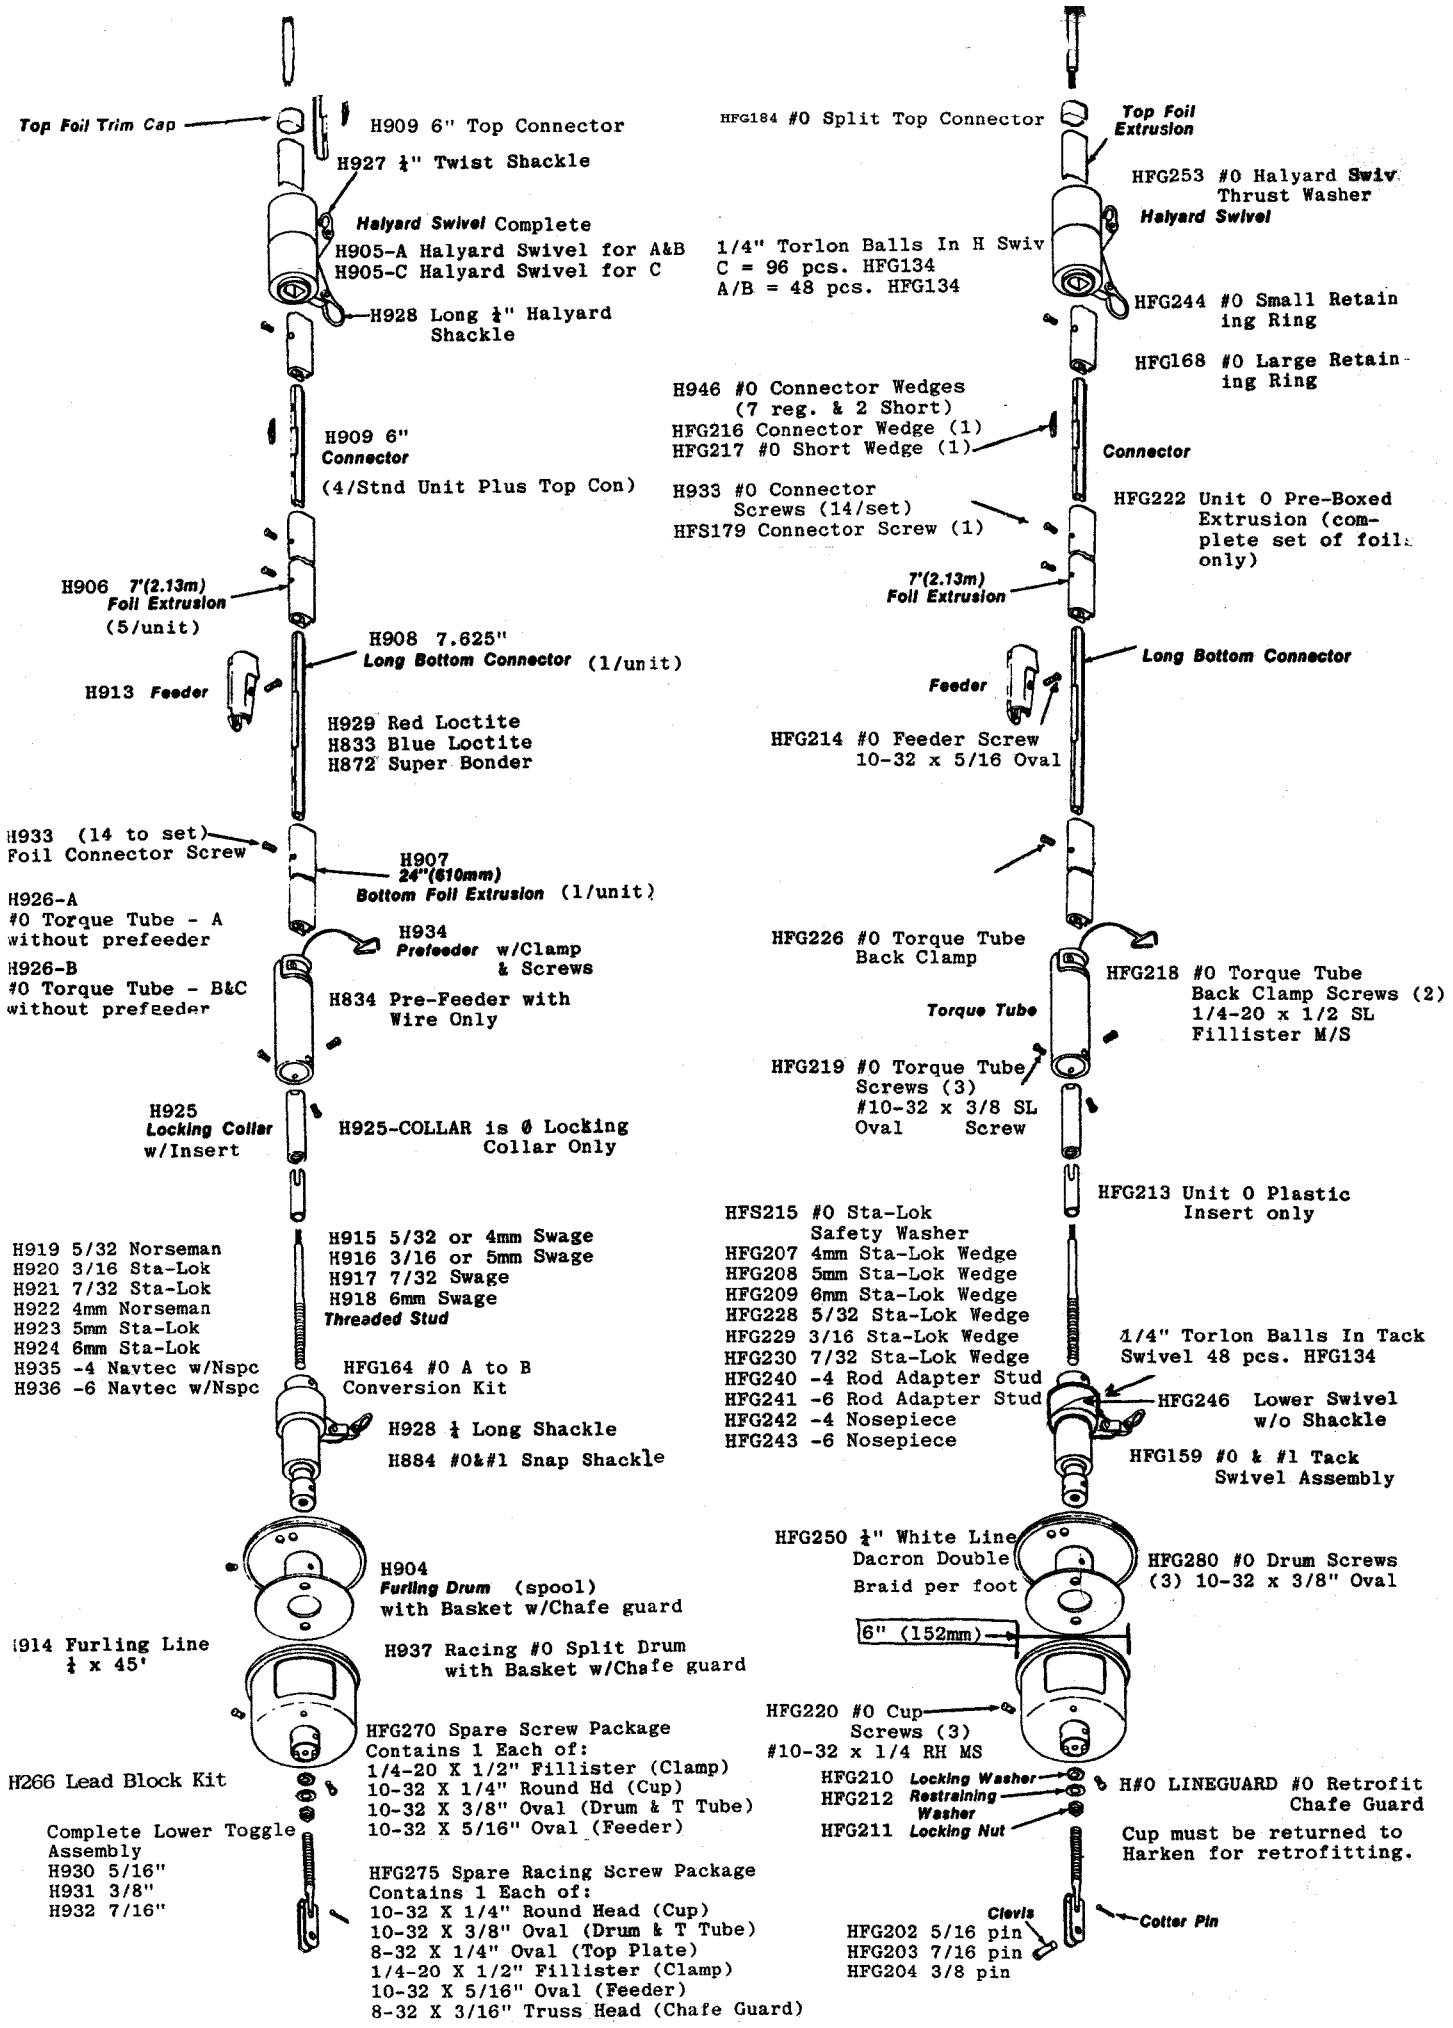 Top Foil Trim Cap
H909 6" Top Connector
H927 ¼" Twist Shackle
Halyard Swivel Complete
H905-A Halyard Swivel for A&B
H905-C Halyard Swivel for C
H928 Long ¼" Halyard
Shackle
H909 6"
Connector
(4/Stnd Unit Plus Top Con)
H906 7'(2.13m)
Foil Extrusion
(5/unit)
H908 7.625"
Long Bottom Connector (1/unit)
H913 Feeder
H929 Red Loctite
H833 Blue Loctite
H872 Super Bonder
H933 (14 to set)
Foil Connector Screw
H907
24"(610mm)
Bottom Foil Extrusion (1/unit)
H926-A
#0 Torque Tube - A
without prefeeder
H926-B
#0 Torque Tube - B&C
without prefeeder
H934
Prefeeder w/Clamp
& Screws
H834 Pre-Feeder with
Wire Only
H925
Locking Collar
w/Insert
H925-COLLAR is Ø Locking
Collar Only
H919 5/32 Norseman
H920 3/16 Sta-Lok
H921 7/32 Sta-Lok
H922 4mm Norseman
H923 5mm Sta-Lok
H924 6mm Sta-Lok
H935 -4 Navtec w/Nspc
H936 -6 Navtec w/Nspc
H915 5/32 or 4mm Swage
H916 3/16 or 5mm Swage
H917 7/32 Swage
H918 6mm Swage
Threaded Stud
HFG164 #0 A to B
Conversion Kit
H928 ¼ Long Shackle
H884 #0&#1 Snap Shackle
H904
Furling Drum (spool)
with Basket w/Chafe guard
H914 Furling Line
¼ x 45'
H937 Racing #0 Split Drum
with Basket w/Chafe guard
H266 Lead Block Kit
Complete Lower Toggle
Assembly
H930 5/16"
H931 3/8"
H932 7/16"
HFG270 Spare Screw Package
Contains 1 Each of:
1/4-20 X 1/2" Fillister (Clamp)
10-32 X 1/4" Round Hd (Cup)
10-32 X 3/8" Oval (Drum & T Tube)
10-32 X 5/16" Oval (Feeder)
HFG275 Spare Racing Screw Package
Contains 1 Each of:
10-32 X 1/4" Round Head (Cup)
10-32 X 3/8" Oval (Drum & T Tube)
8-32 X 1/4" Oval (Top Plate)
1/4-20 X 1/2" Fillister (Clamp)
10-32 X 5/16" Oval (Feeder)
8-32 X 3/16" Truss Head (Chafe Guard)
HFG184 #0 Split Top Connector
Top Foil
Extrusion
HFG253 #0 Halyard Swiv.
Thrust Washer
Halyard Swivel
1/4" Torlon Balls In H Swiv
C = 96 pcs. HFG134
A/B = 48 pcs. HFG134
HFG244 #0 Small Retain
ing Ring
HFG168 #0 Large Retain-
ing Ring
H946 #0 Connector Wedges
(7 reg. & 2 Short)
HFG216 Connector Wedge (1)
HFG217 #0 Short Wedge (1)
Connector
H933 #0 Connector
Screws (14/set)
HFS179 Connector Screw (1)
HFG222 Unit 0 Pre-Boxed
Extrusion (com-
plete set of foils
only)
7'(2.13m)
Foil Extrusion
Long Bottom Connector
Feeder
HFG214 #0 Feeder Screw
10-32 x 5/16 Oval
HFG226 #0 Torque Tube
Back Clamp
HFG218 #0 Torque Tube
Back Clamp Screws (2)
1/4-20 x 1/2 SL
Fillister M/S
Torque Tube
HFG219 #0 Torque Tube
Screws (3)
#10-32 x 3/8 SL
Oval Screw
HFG213 Unit 0 Plastic
Insert only
HFS215 #0 Sta-Lok
Safety Washer
HFG207 4mm Sta-Lok Wedge
HFG208 5mm Sta-Lok Wedge
HFG209 6mm Sta-Lok Wedge
HFG228 5/32 Sta-Lok Wedge
HFG229 3/16 Sta-Lok Wedge
HFG230 7/32 Sta-Lok Wedge
HFG240 -4 Rod Adapter Stud
HFG241 -6 Rod Adapter Stud
HFG242 -4 Nosepiece
HFG243 -6 Nosepiece
1/4" Torlon Balls In Tack
Swivel 48 pcs. HFG134
HFG246 Lower Swivel
w/o Shackle
HFG159 #0 & #1 Tack
Swivel Assembly
HFG250 ¼" White Line
Dacron Double
Braid per foot
HFG280 #0 Drum Screws
(3) 10-32 x 3/8" Oval
6" (152mm)
HFG220 #0 Cup
Screws (3)
#10-32 x 1/4 RH MS
HFG210 Locking Washer
HFG212 Restraining
Washer
HFG211 Locking Nut
H#0 LINEGUARD #0 Retrofit
Chafe Guard
Cup must be returned to
Harken for retrofitting.
Clevis
HFG202 5/16 pin
HFG203 7/16 pin
HFG204 3/8 pin
Cotter Pin